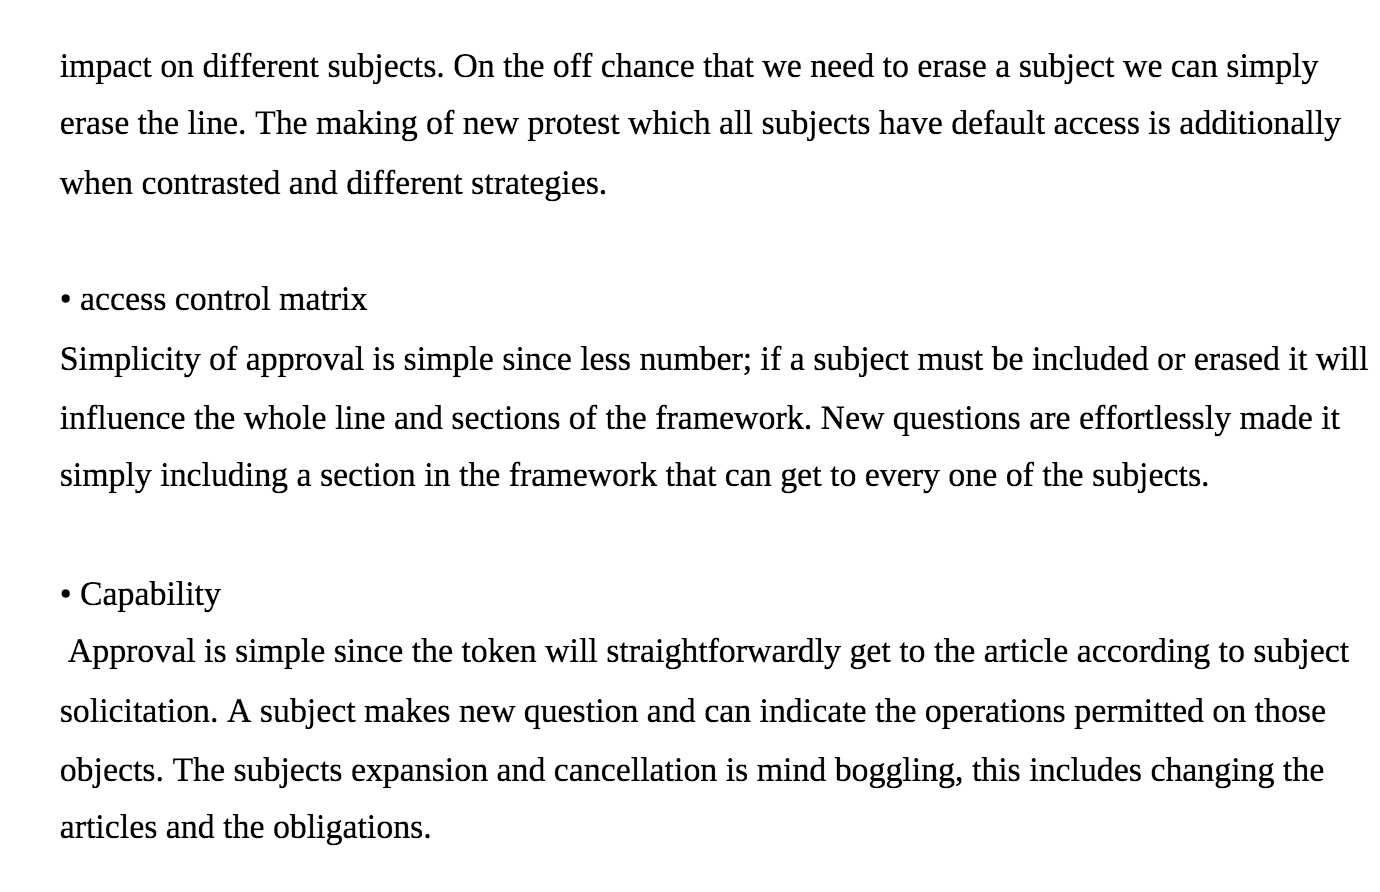 impact on different subjects. On the off chance that we need to erase a subject we can simply
erase the line. The making of new protest which all subjects have default access is additionally
when contrasted and different strategies.
• access control matrix
Simplicity of approval is simple since less number; if a subject must be included or erased it will
influence the whole line and sections of the framework. New questions are effortlessly made it
simply including a section in the framework that can get to every one of the subjects.
• Capability
Approval is simple since the token will straightforwardly get to the article according to subject
solicitation. A subject makes new question and can indicate the operations permitted on those
objects. The subjects expansion and cancellation is mind boggling, this includes changing the
articles and the obligations.